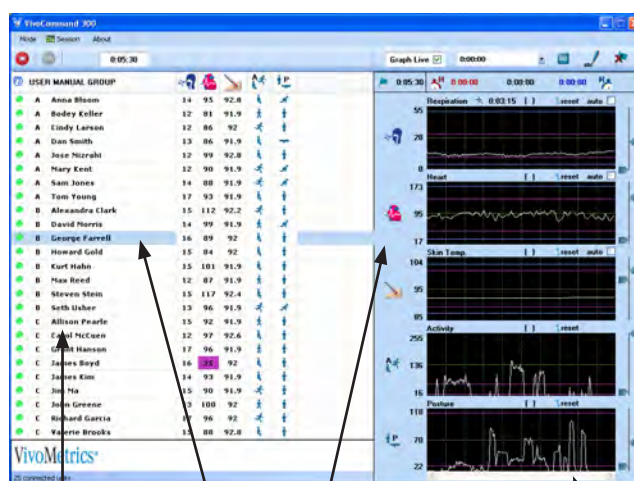 VivoCommand 300
Mode Session About
0:05:30 Graph Live 0:00:00
USER MANUAL GROUP A P 0:05:30 H 0:00:00 0:00:00 0:00:00 H
A Anna Bloom 14 95 92.8
A Bodey Keller 12 81 91.9
A Cindy Larson 12 86 92
A Dan Smith 13 86 91.9
A Jose Mizrahi 12 99 92.8
A Mary Kent 12 90 91.9
A Sam Jones 14 88 91.9
A Tom Young 17 93 91.9
B Alexandra Clark 15 112 92.2
B David Norris 14 99 91.9
B George Farrell 16 89 92
B Howard Gold 15 84 92
B Kurt Hahn 15 101 91.9
B Max Reed 12 87 91.9
B Steven Stein 15 117 92.4
B Seth Usher 13 96 91.9
C Allison Pearle 15 92 91.9
C Carol McCuen 12 97 92.6
C Grant Hanson 17 96 91.9
C James Boyd 16 92
C James Kim 14 93 91.9
C Jim Na 15 90 91.9
C John Greene 13 108 92
C Richard Garcia 17 96 92
C Valerie Brooks 15 88 92.8
VivoMetrics
25 connected users
Respiration 0:03:15 [ ] reset auto
55
28
0
Heart [ ] reset auto
173
95
17
Skin Temp. [ ] reset auto
104
95
85
Activity [ ] reset
255
A 136
16
Posture [ ] reset
118
P 70
22